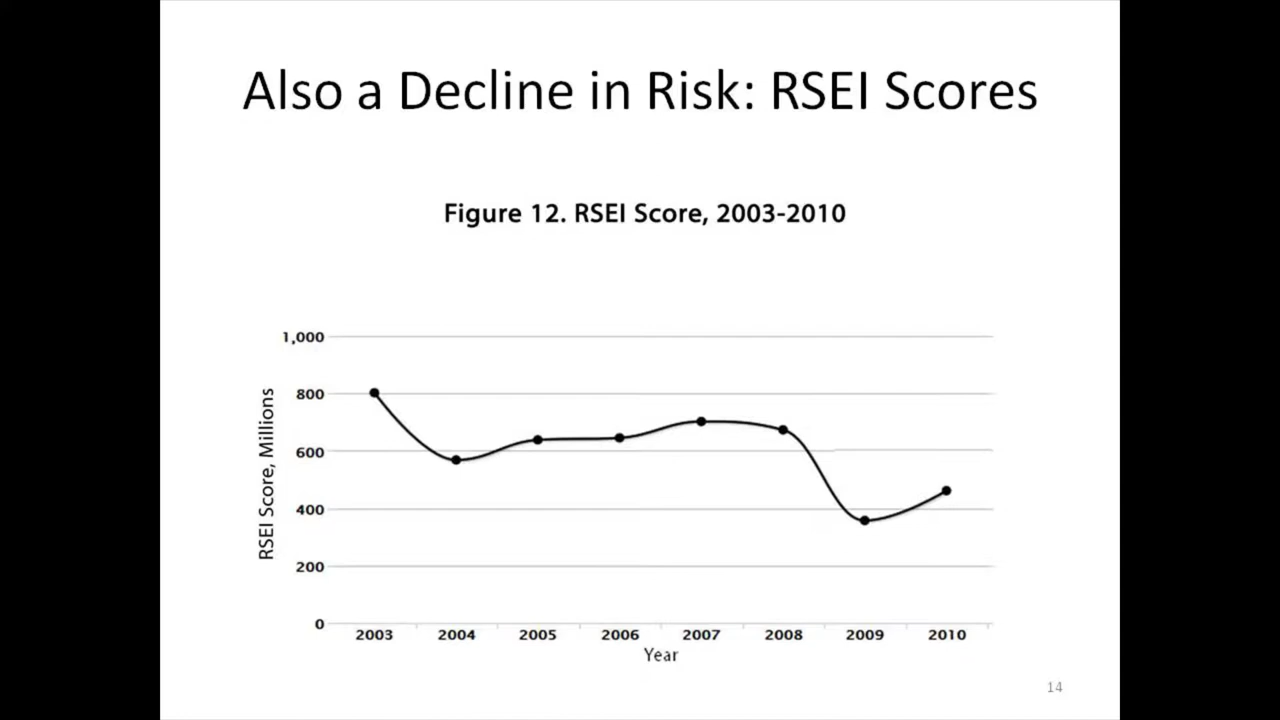 Also a Decline in Risk: RSEI Scores
Figure 12. RSEI Score, 2003-2010
RSEI Score, Millions
1,000
800
600
400
200
0
2003 2004 2005 2006 2007 2008 2009 2010
Year
14